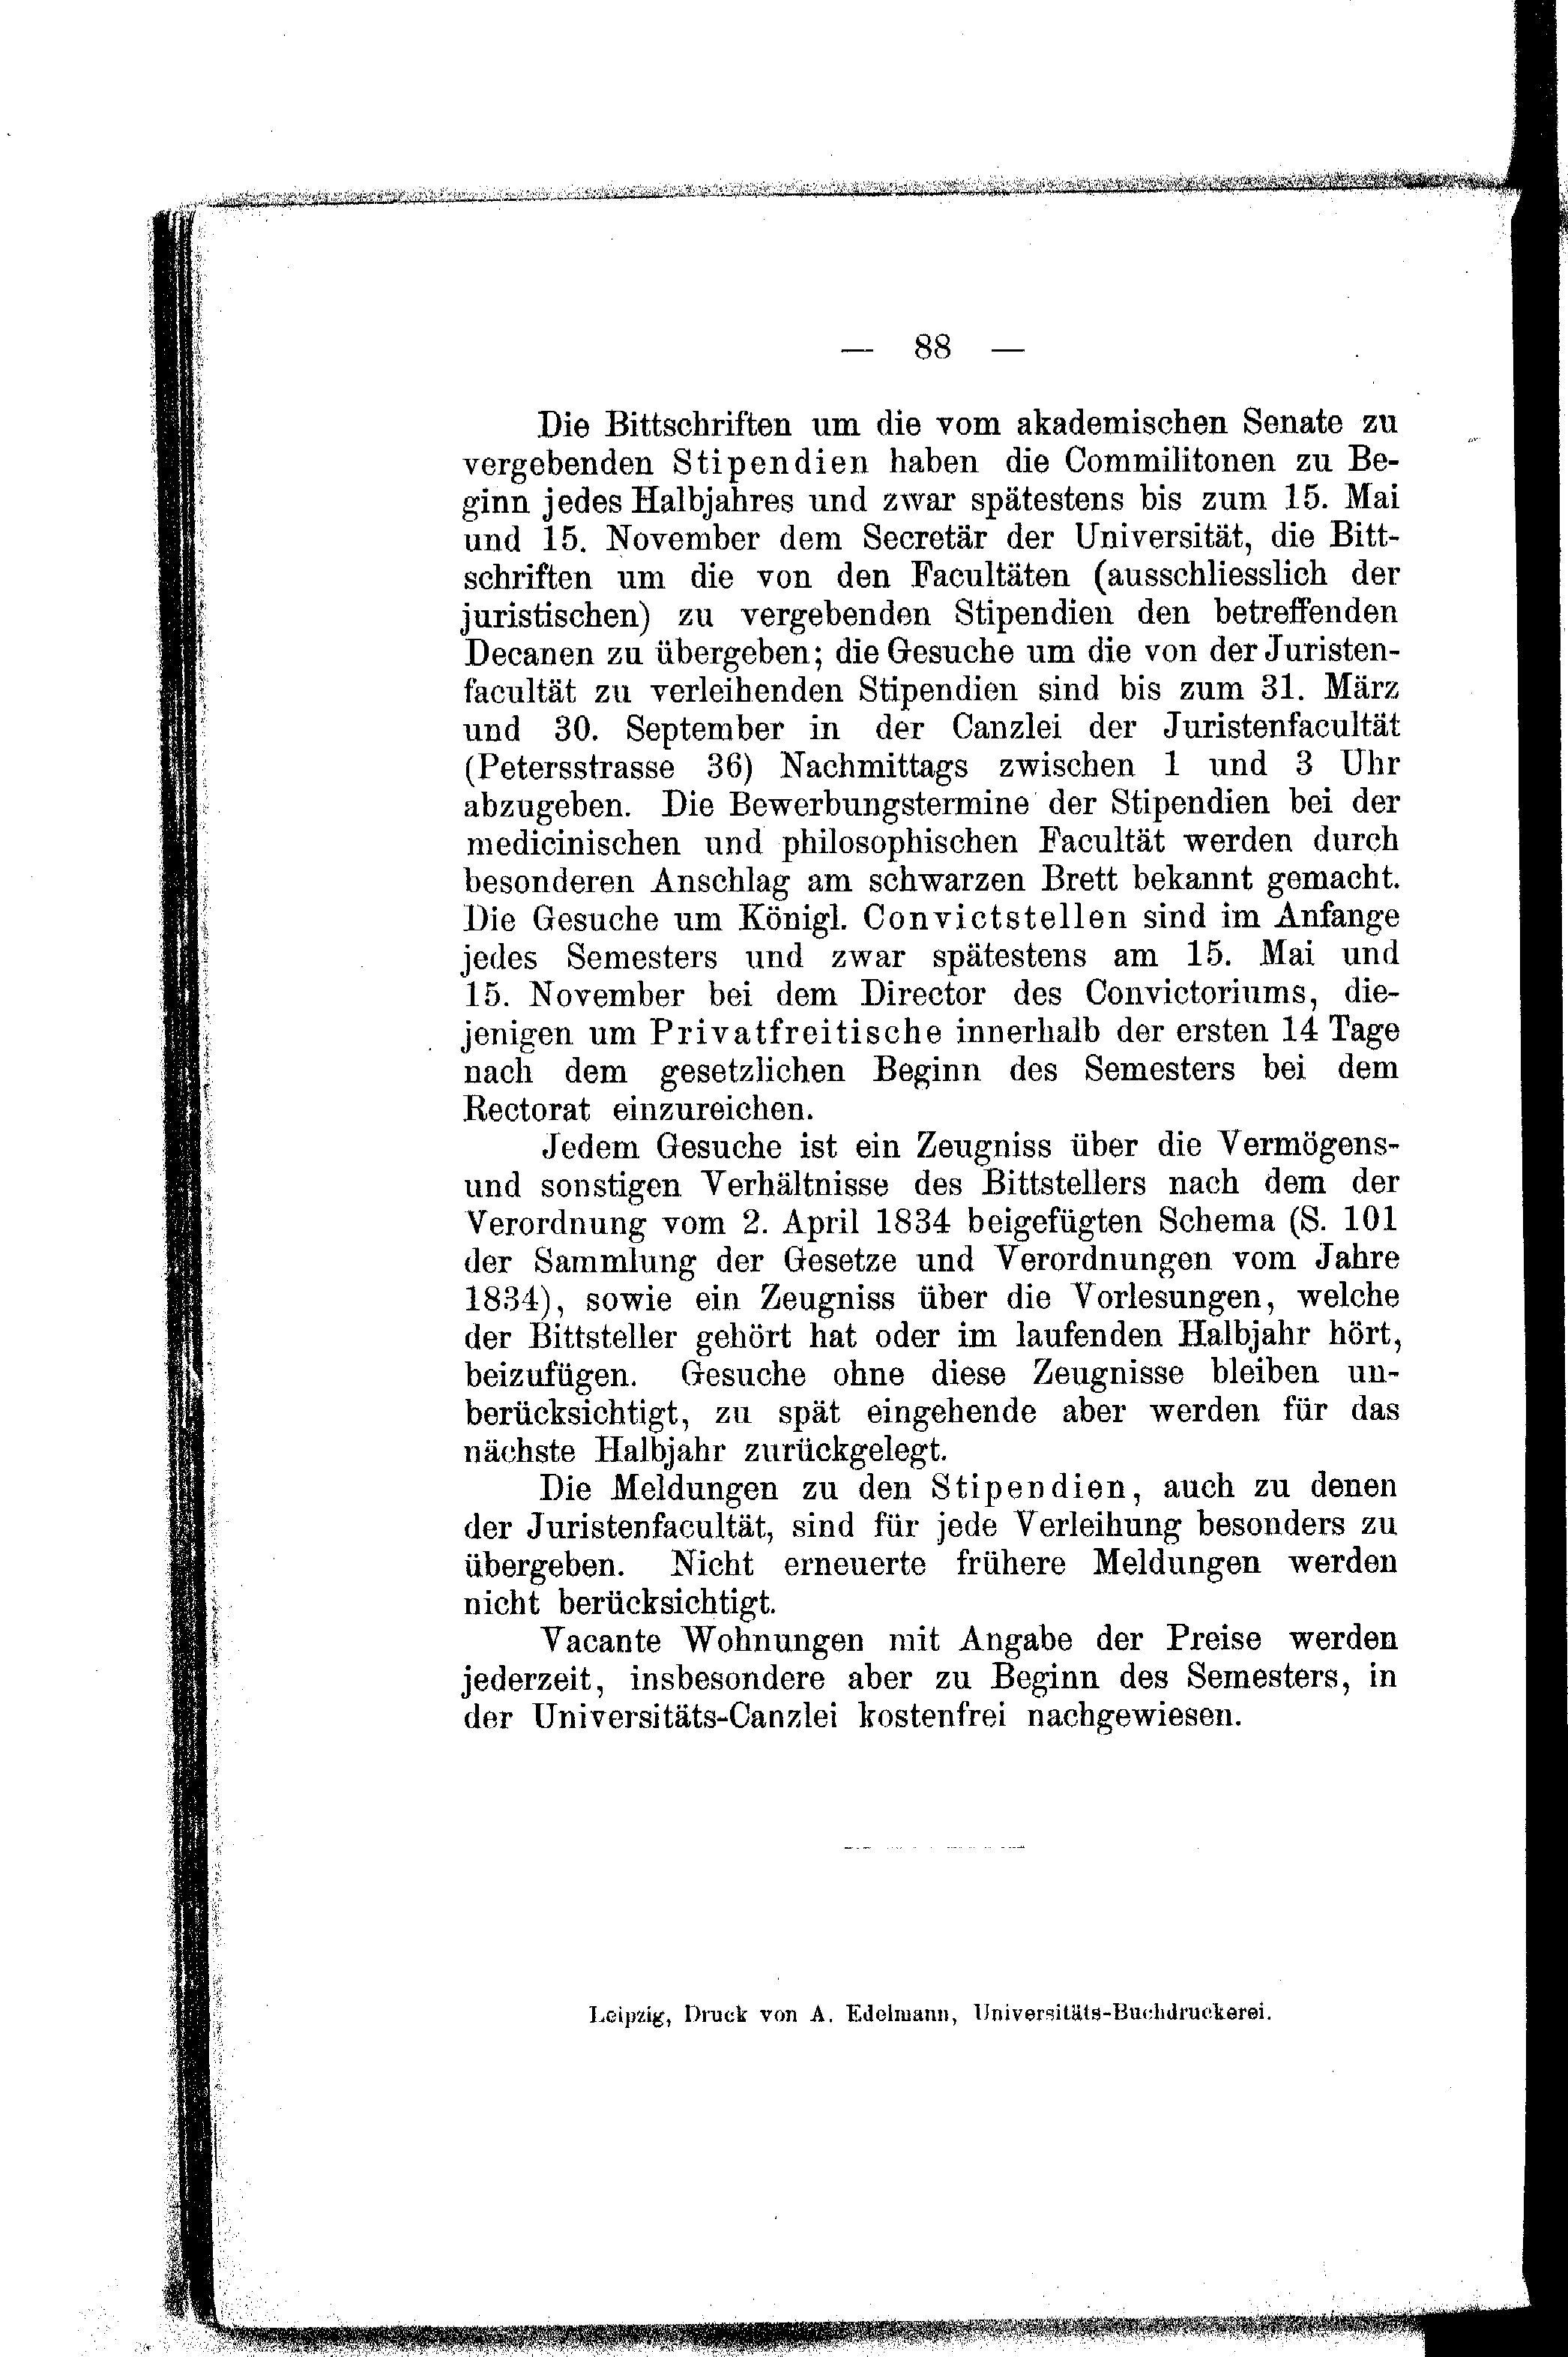 — 88 —
Die Bittschriften um die vom akademischen Senate zu
vergebenden Stipendien haben die Commilitonen zu Be-
ginn jedes Halbjahres und zwar spätestens bis zum 15. Mai
und 15. November dem Secretär der Universität, die Bitt-
schriften um die von den Facultäten (ausschliesslich der
juristischen) zu vergebenden Stipendien den betreffenden
Decanen zu übergeben; die Gesuche um die von der Juristen-
facultät zu verleihenden Stipendien sind bis zum 31. März
und 30. September in der Canzlei der Juristenfacultät
(Petersstrasse 36) Nachmittags zwischen 1 und 3 Uhr
abzugeben. Die Bewerbungstermine der Stipendien bei der
medicinischen und philosophischen Facultät werden durch
besonderen Anschlag am schwarzen Brett bekannt gemacht.
Die Gesuche um Königl. Convictstellen sind im Anfange
jedes Semesters und zwar spätestens am 15. Mai und
15. November bei dem Director des Convictoriums, die-
jenigen um Privatfreitische innerhalb der ersten 14 Tage
nach dem gesetzlichen Beginn des Semesters bei dem
Rectorat einzureichen.
Jedem Gesuche ist ein Zeugniss über die Vermögens-
und sonstigen Verhältnisse des Bittstellers nach dem der
Verordnung vom 2. April 1834 beigefügten Schema (S. 101
der Sammlung der Gesetze und Verordnungen vom Jahre
1834), sowie ein Zeugniss über die Vorlesungen, welche
der Bittsteller gehört hat oder im laufenden Halbjahr hört,
beizufügen. Gesuche ohne diese Zeugnisse bleiben un-
berücksichtigt, zu spät eingehende aber werden für das
nächste Halbjahr zurückgelegt.
Die Meldungen zu den Stipendien, auch zu denen
der Juristenfacultät, sind für jede Verleihung besonders zu
übergeben. Nicht erneuerte frühere Meldungen werden
nicht berücksichtigt.
Vacante Wohnungen mit Angabe der Preise werden
jederzeit, insbesondere aber zu Beginn des Semesters, in
der Universitäts-Canzlei kostenfrei nachgewiesen.
Leipzig, Druck von A. Edelmann, Universitäts-Buchdruckerei.